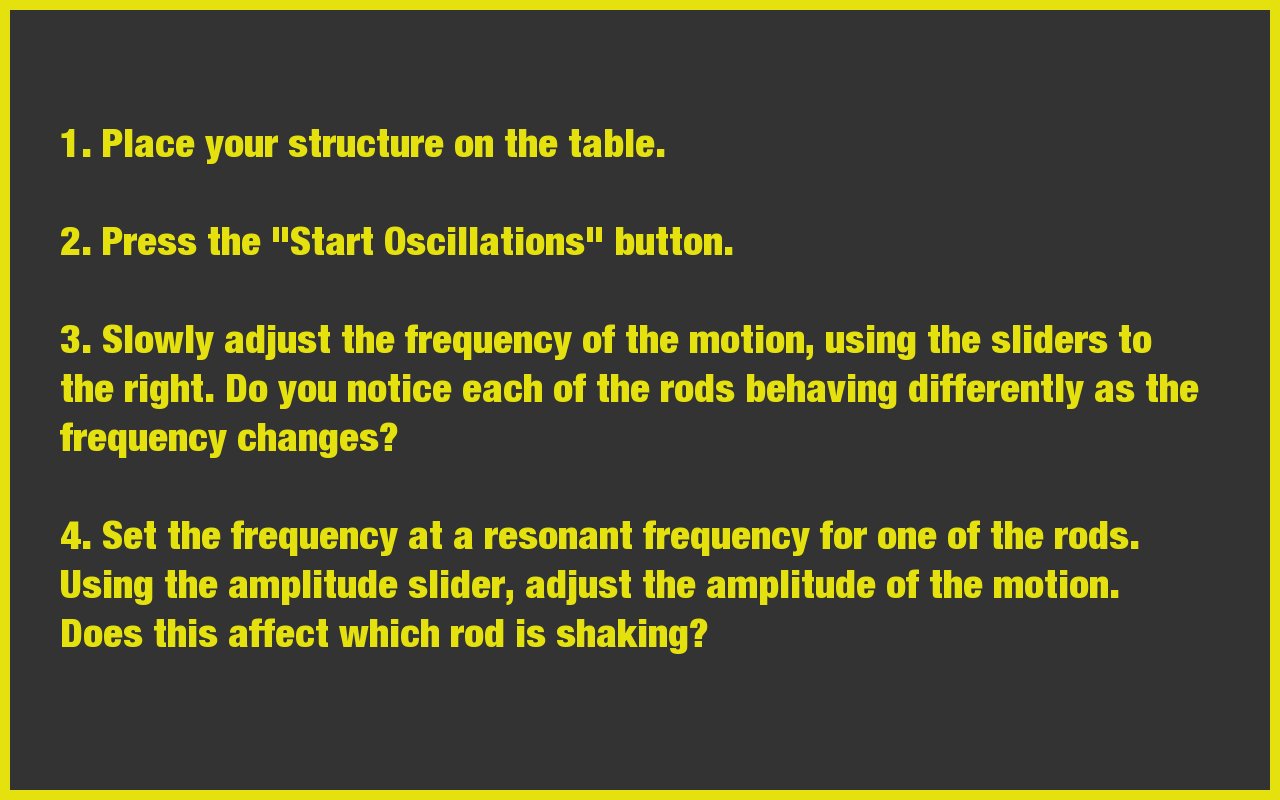 1. Place your structure on the table.
2. Press the "Start Oscillations" button.
3. Slowly adjust the frequency of the motion, using the sliders to
the right. Do you notice each of the rods behaving differently as the
frequency changes?
4. Set the frequency at a resonant frequency for one of the rods.
Using the amplitude slider, adjust the amplitude of the motion.
Does this affect which rod is shaking?